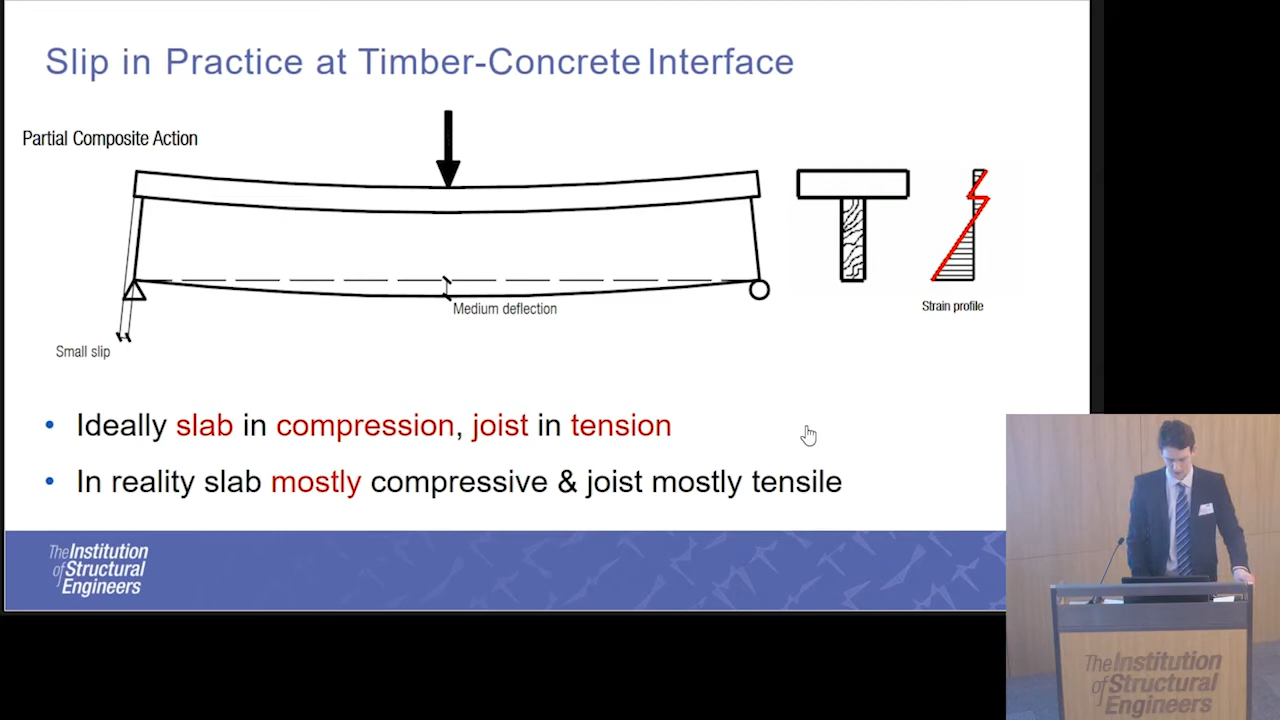 Slip in Practice at Timber-Concrete Interface
Partial Composite Action
Medium deflection
Strain profile
Small slip
• Ideally slab in compression, joist in tension
• In reality slab mostly compressive & joist mostly tensile
The Institution
of Structural
Engineers
The Institution
of Structural
Engineers